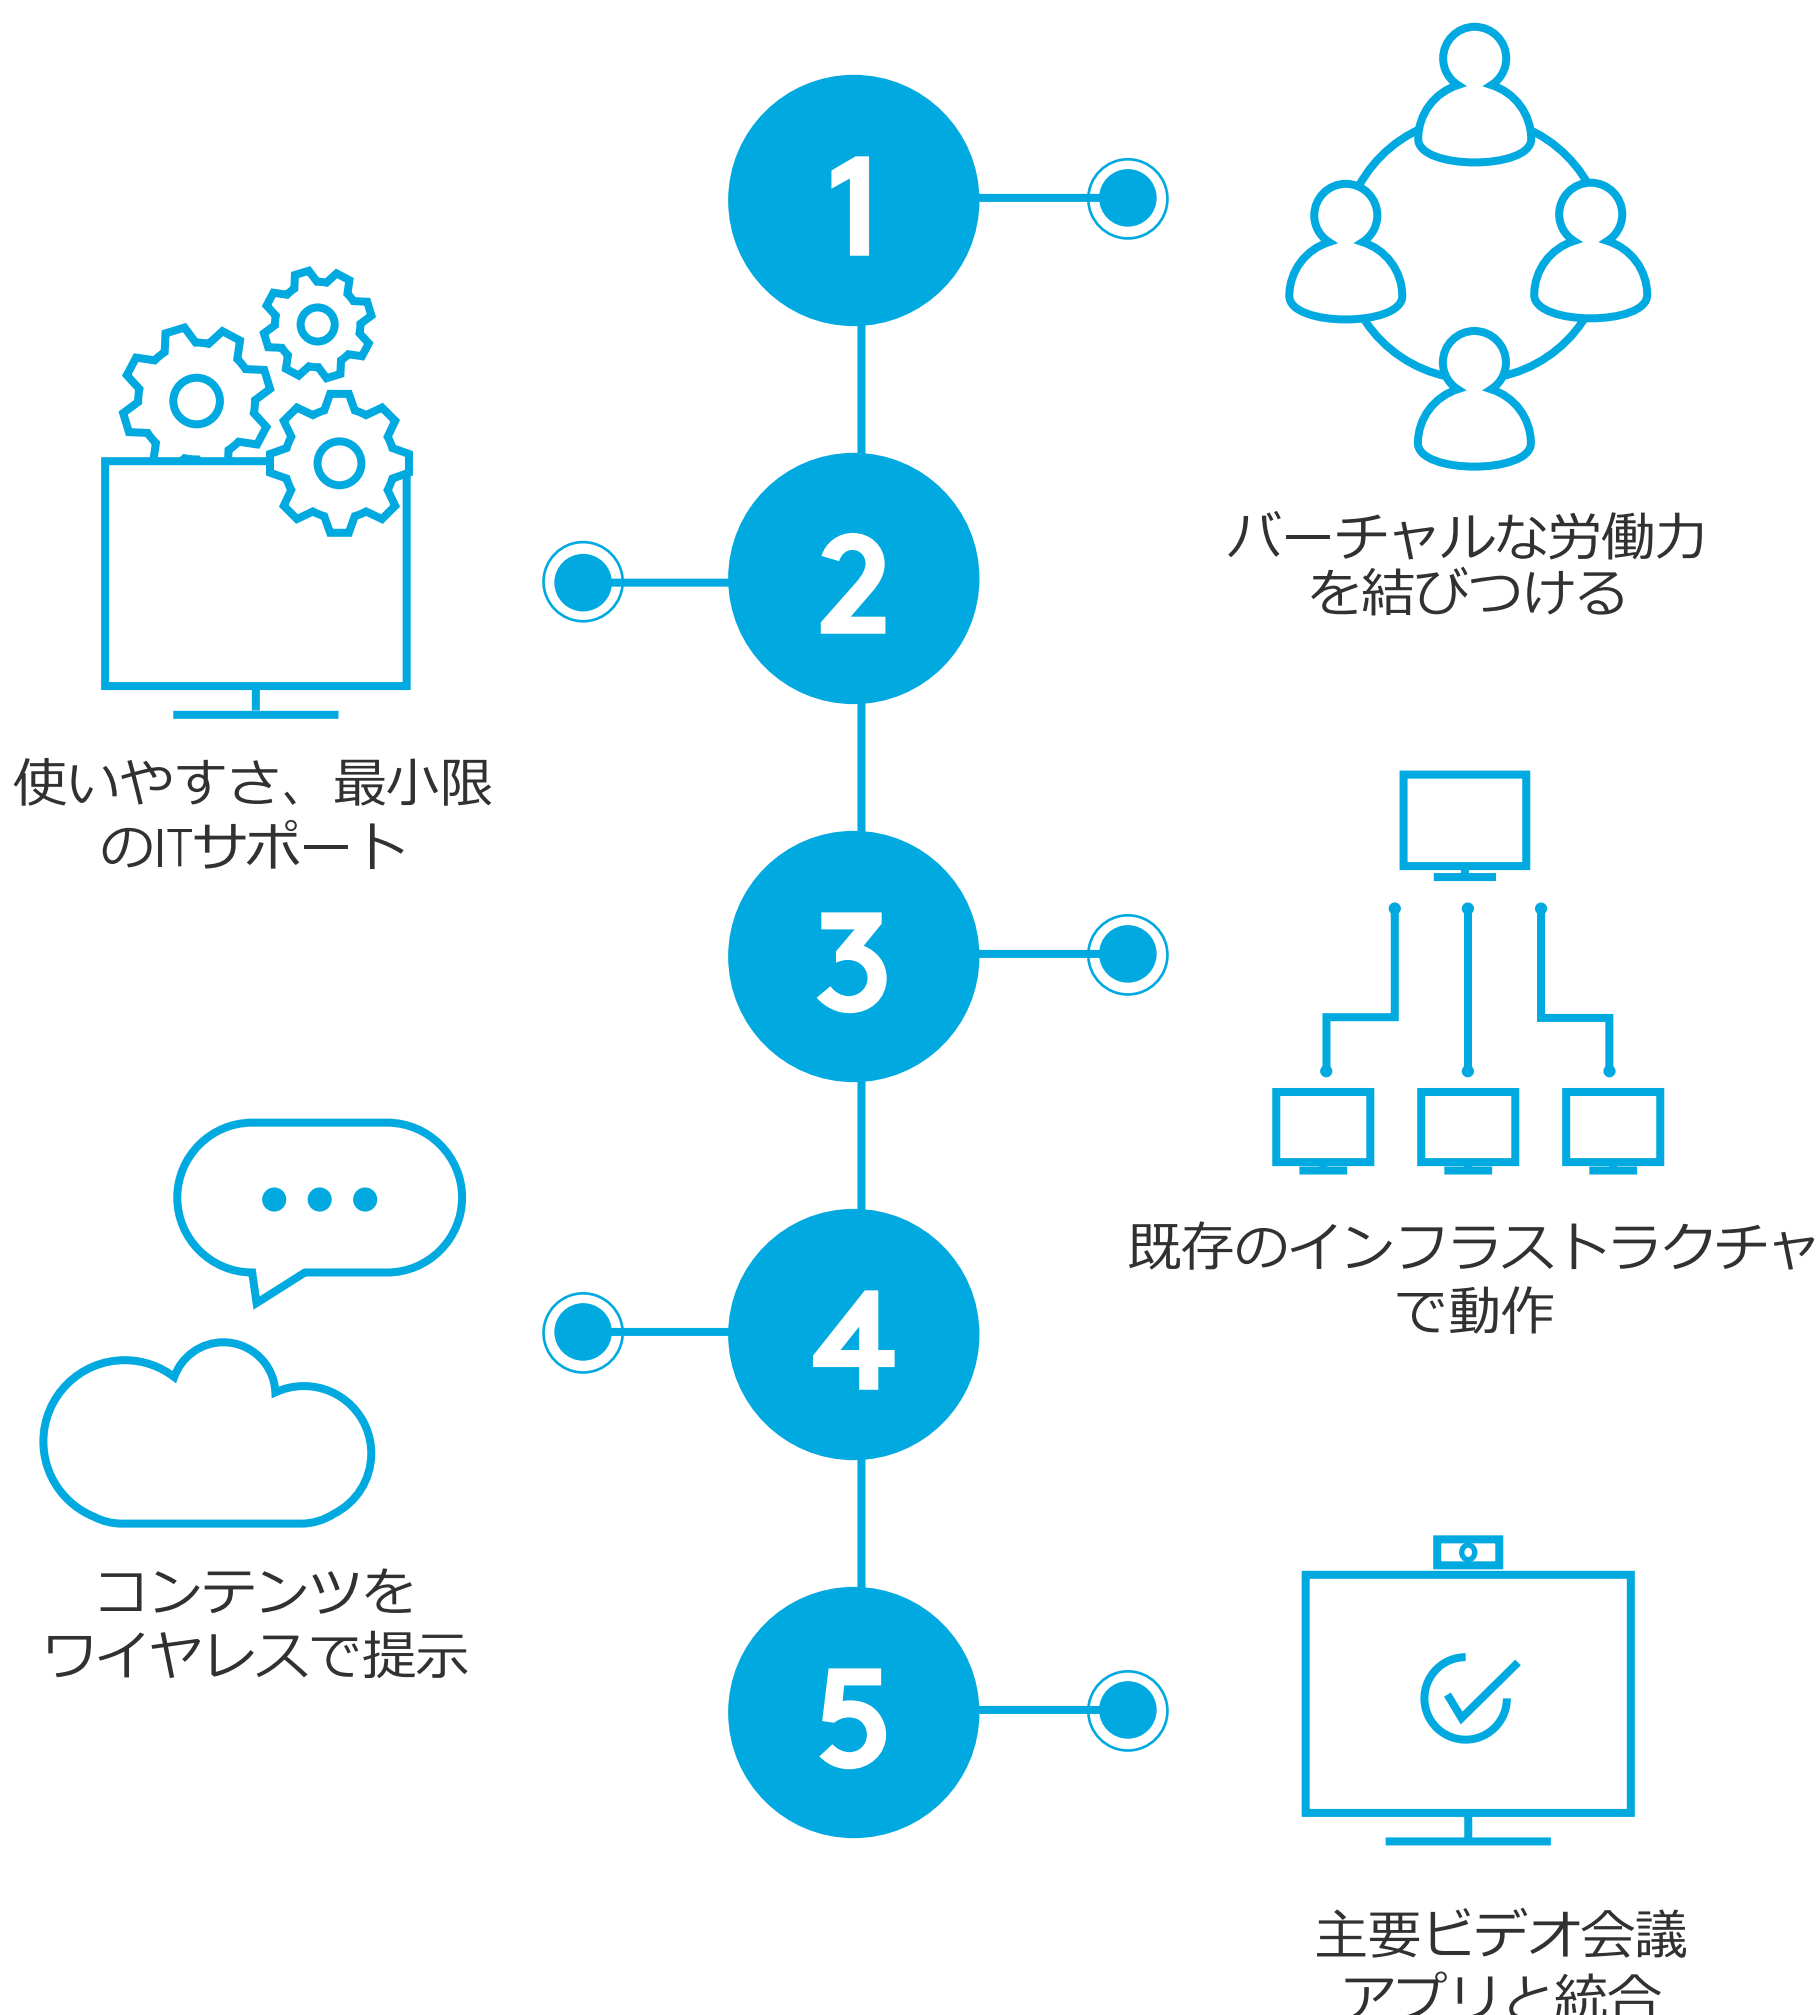 1
バーチャルな労働力
を結びつける
2
使いやすさ、最小限
のITサポート
3
既存のインフラストラクチャ
で動作
4
コンテンツを
ワイヤレスで提示
5
主要ビデオ会議
アプリと統合